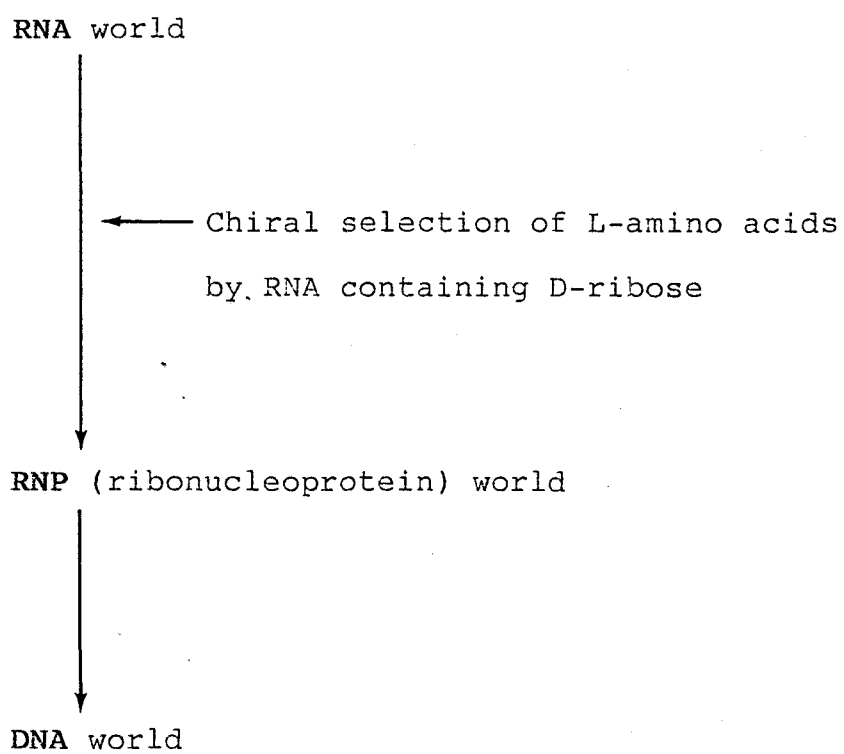 RNA world
Chiral selection of L-amino acids
by RNA containing D-ribose
RNP (ribonucleoprotein) world
DNA world